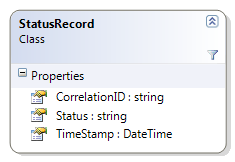 StatusRecord
Class
Properties
CorrelationID : string
Status : string
TimeStamp : DateTime